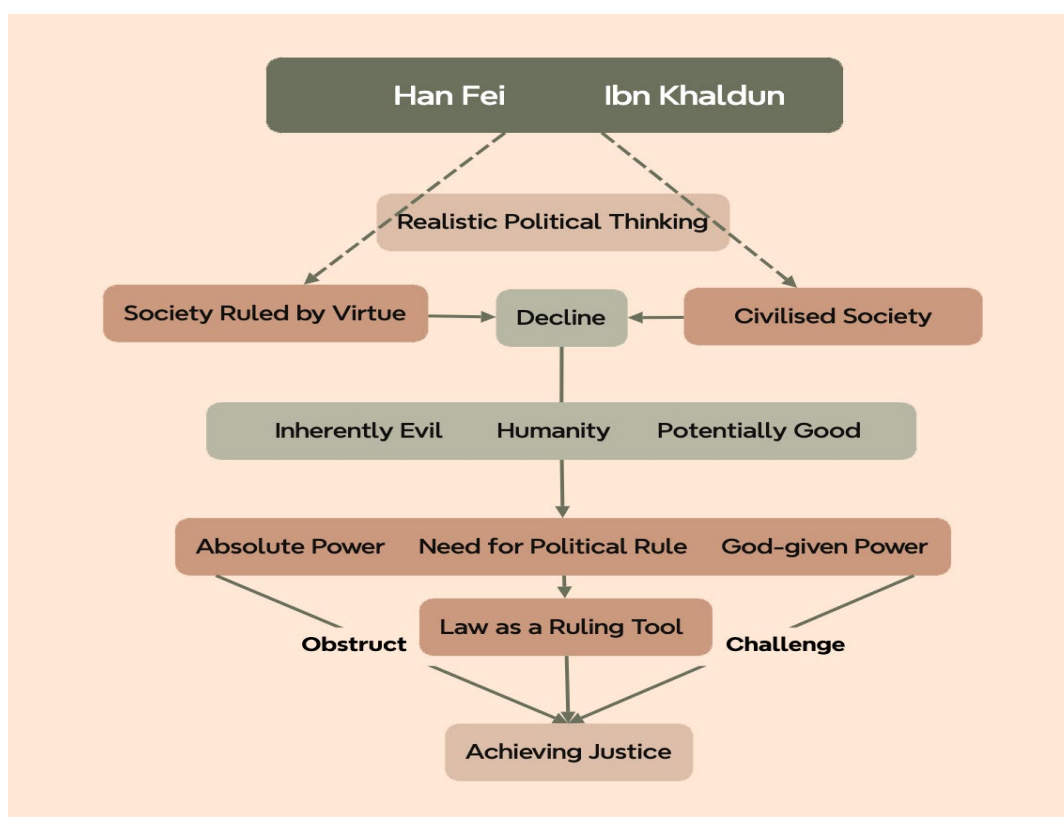 Han Fei Ibn Khaldun
Realistic Political Thinking
Society Ruled by Virtue Decline Civilised Society
Inherently Evil Humanity Potentially Good
Absolute Power Need for Political Rule God-given Power
Law as a Ruling Tool
Obstruct Challenge
Achieving Justice